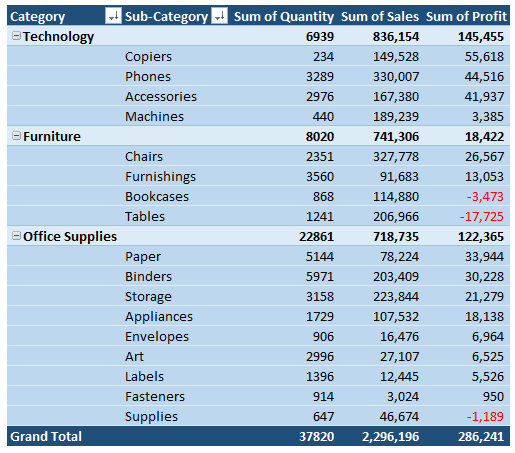 Category Sub-Category Sum of Quantity Sum of Sales Sum of Profit
Technology 6939 836,154 145,455
Copiers 234 149,528 55,618
Phones 3289 330,007 44,516
Accessories 2976 167,380 41,937
Machines 440 189,239 3,385
Furniture 8020 741,306 18,422
Chairs 2351 327,778 26,567
Furnishings 3560 91,683 13,053
Bookcases 868 114,880 -3,473
Tables 1241 206,966 -17,725
Office Supplies 22861 718,735 122,365
Paper 5144 78,224 33,944
Binders 5971 203,409 30,228
Storage 3158 223,844 21,279
Appliances 1729 107,532 18,138
Envelopes 906 16,476 6,964
Art 2996 27,107 6,525
Labels 1396 12,445 5,526
Fasteners 914 3,024 950
Supplies 647 46,674 -1,189
Grand Total 37820 2,296,196 286,241